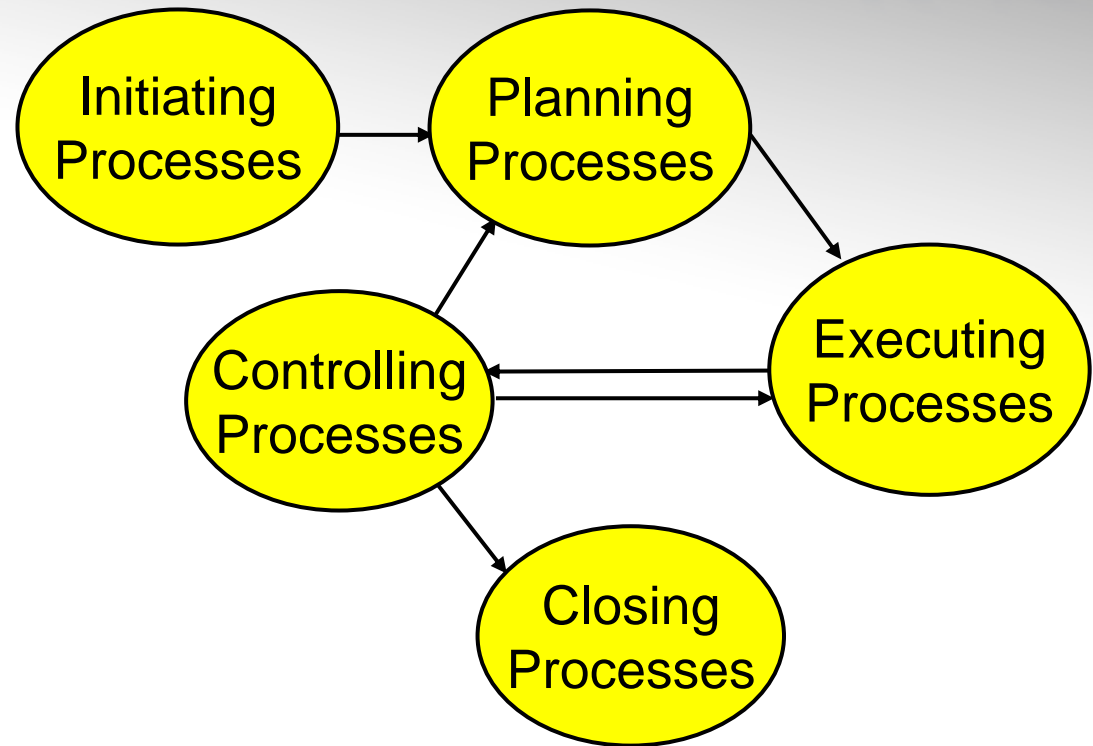 Initiating
Processes
Planning
Processes
Executing
Processes
Controlling
Processes
Closing
Processes